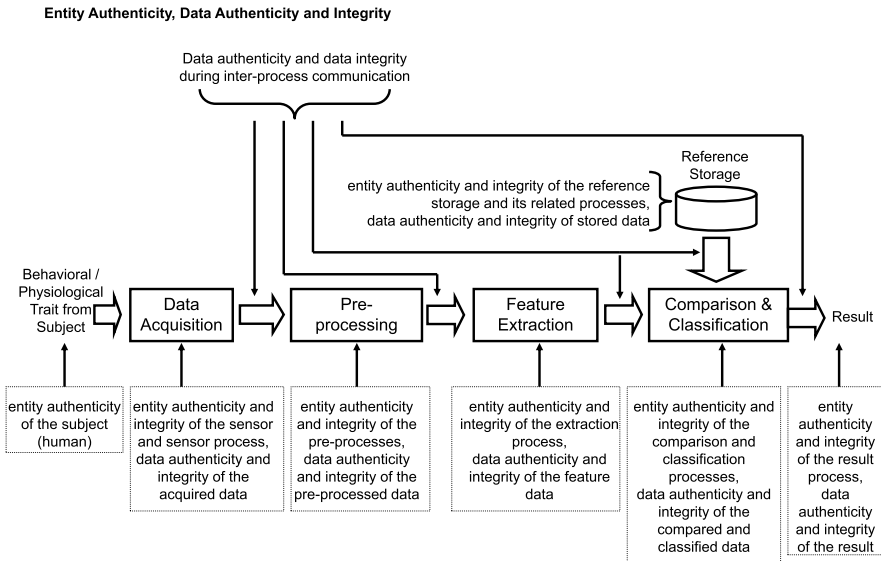 Entity Authenticity, Data Authenticity and Integrity
Data authenticity and data integrity
during inter-process communication
Reference
Storage
entity authenticity and integrity of the reference
storage and its related processes,
data authenticity and integrity of stored data
Behavioral /
Physiological
Trait from
Subject
Data
Acquisition
Pre-
processing
Feature
Extraction
Comparison &
Classification
Result
entity authenticity
of the subject
(human)
entity authenticity and
integrity of the sensor
and sensor process,
data authenticity and
integrity of the
acquired data
entity authenticity
and integrity of the
pre-processes,
data authenticity
and integrity of the
pre-processed data
entity authenticity and
integrity of the extraction
process,
data authenticity and
integrity of the feature
data
entity authenticity and
integrity of the
comparison and
classification
processes,
data authenticity and
integrity of the
compared and
classified data
entity
authenticity
and integrity
of the result
process,
data
authenticity
and integrity
of the result